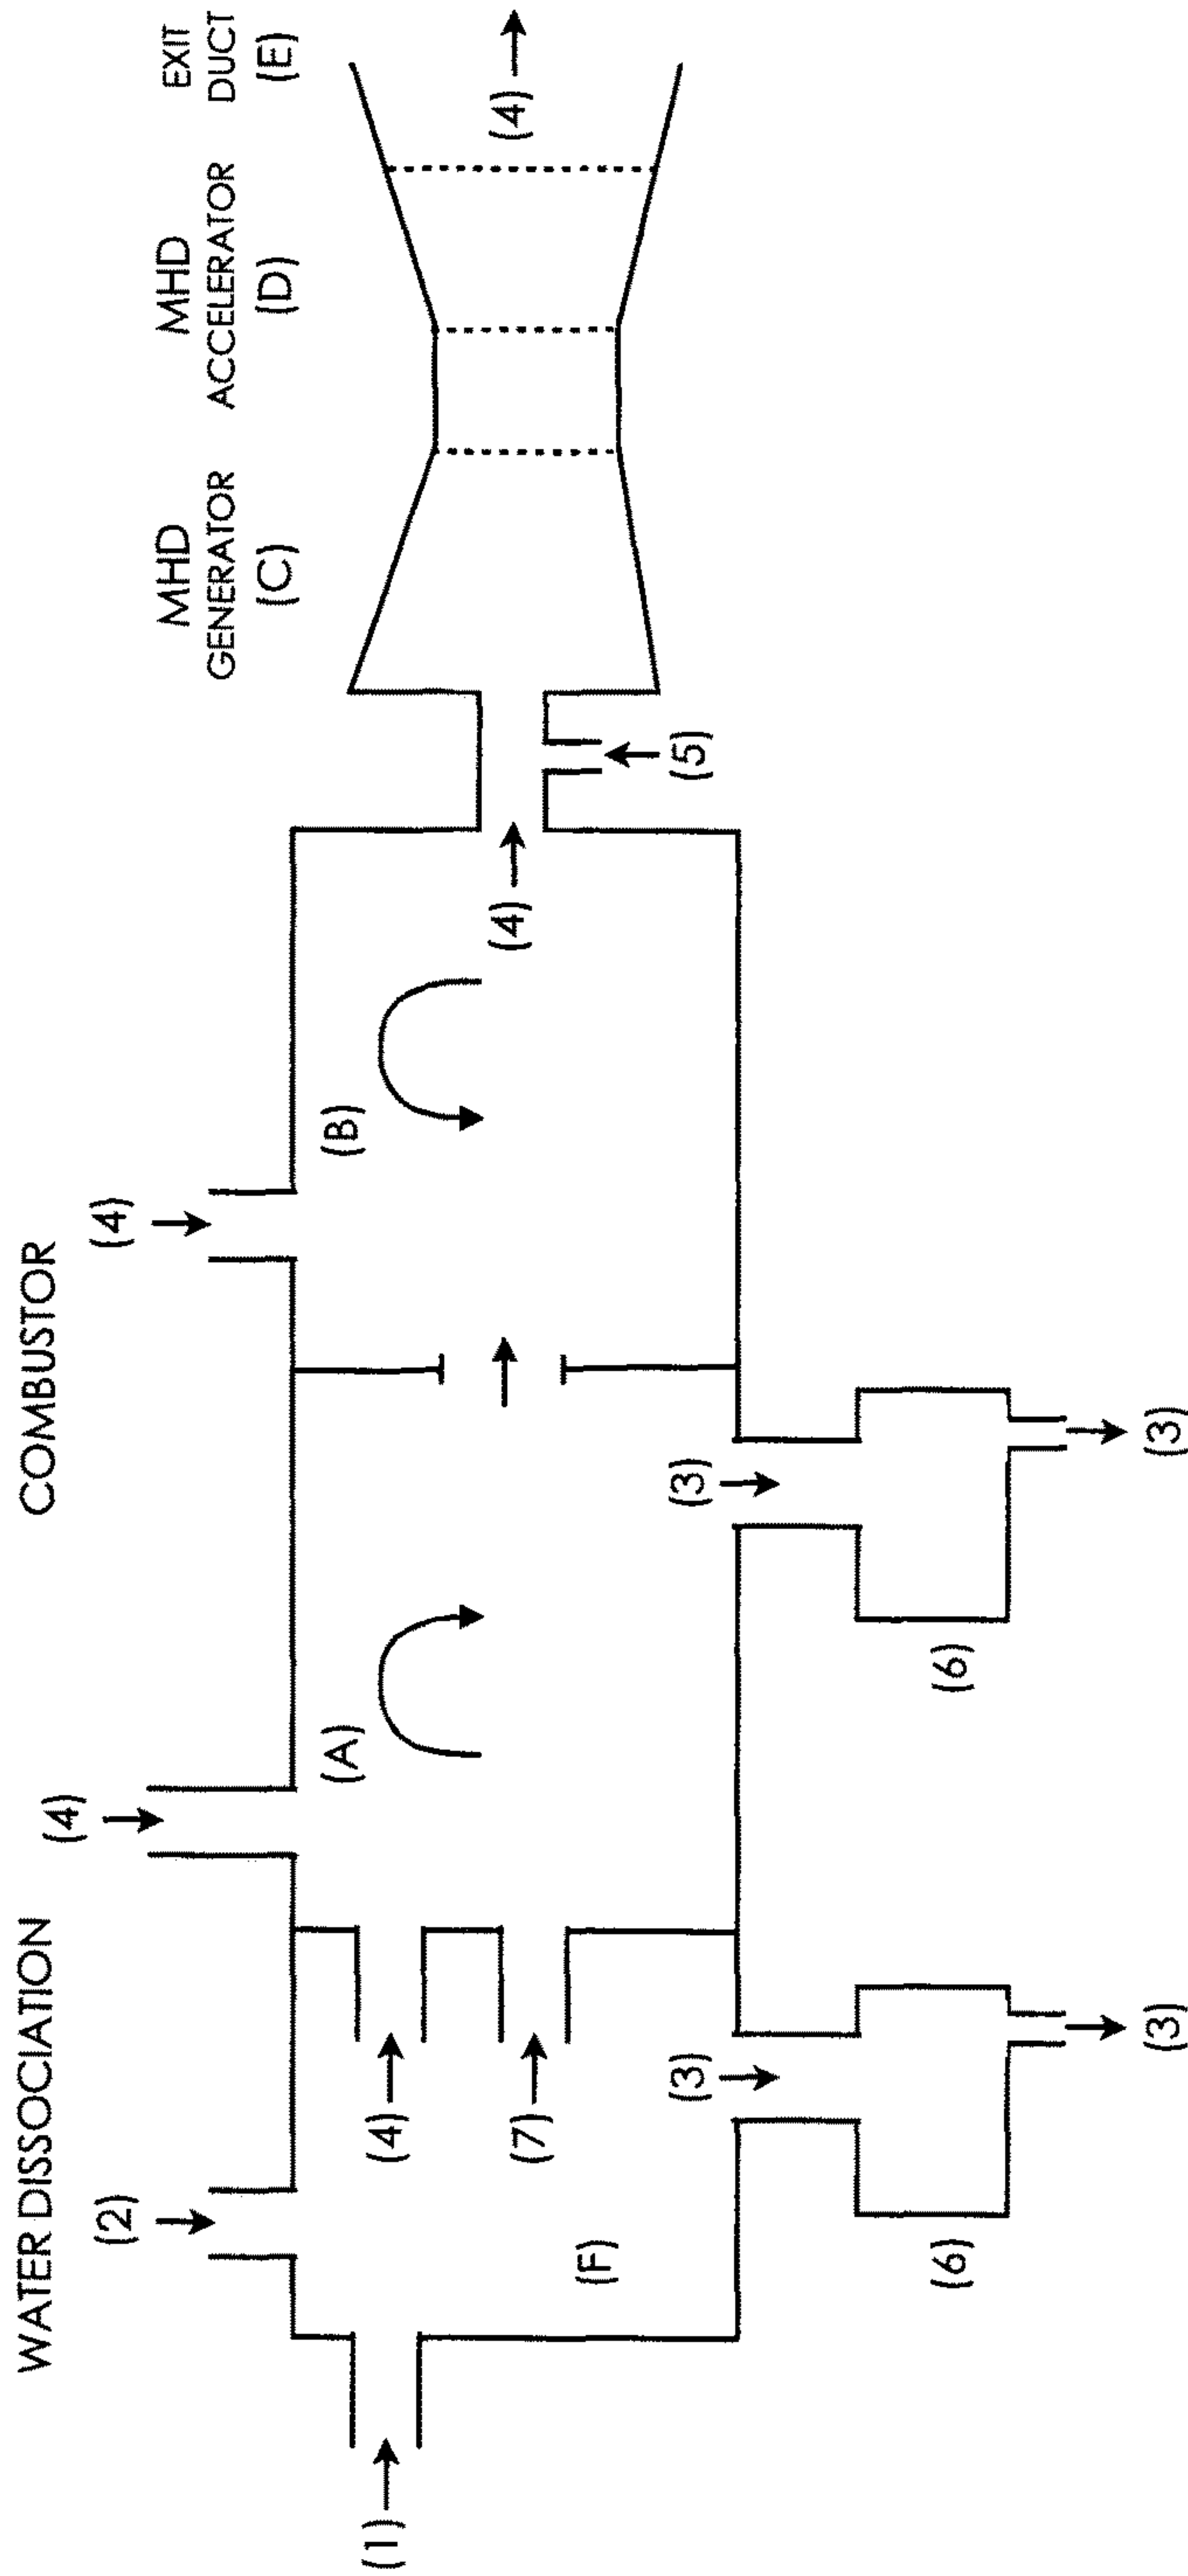 WATER DISSOCIATION
COMBUSTOR
MHD
GENERATOR
(C)
MHD
ACCELERATOR
(D)
EXIT
DUCT
(E)
(1)
(2)
(4)
(4)
(A)
(B)
(4)
(7)
(F)
(3)
(3)
(4)
(5)
(4)
(6)
(3)
(6)
(3)